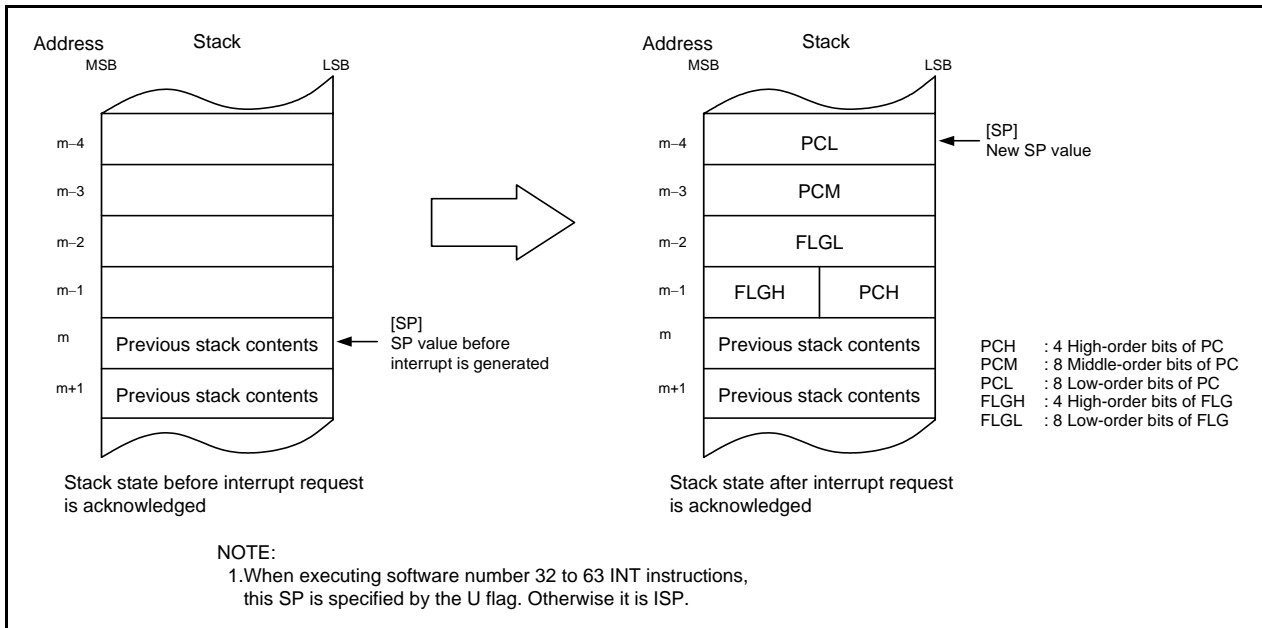 Address
Stack
MSB
LSB
m−4
m−3
m−2
m−1
m
Previous stack contents
m+1
Previous stack contents
[SP]
SP value before
interrupt is generated
Stack state before interrupt request
is acknowledged
Address
Stack
MSB
LSB
m−4
PCL
m−3
PCM
m−2
FLGL
m−1
FLGH
PCH
m
Previous stack contents
m+1
Previous stack contents
[SP]
New SP value
PCH : 4 High-order bits of PC
PCM : 8 Middle-order bits of PC
PCL : 8 Low-order bits of PC
FLGH : 4 High-order bits of FLG
FLGL : 8 Low-order bits of FLG
Stack state after interrupt request
is acknowledged
NOTE:
1.When executing software number 32 to 63 INT instructions,
this SP is specified by the U flag. Otherwise it is ISP.